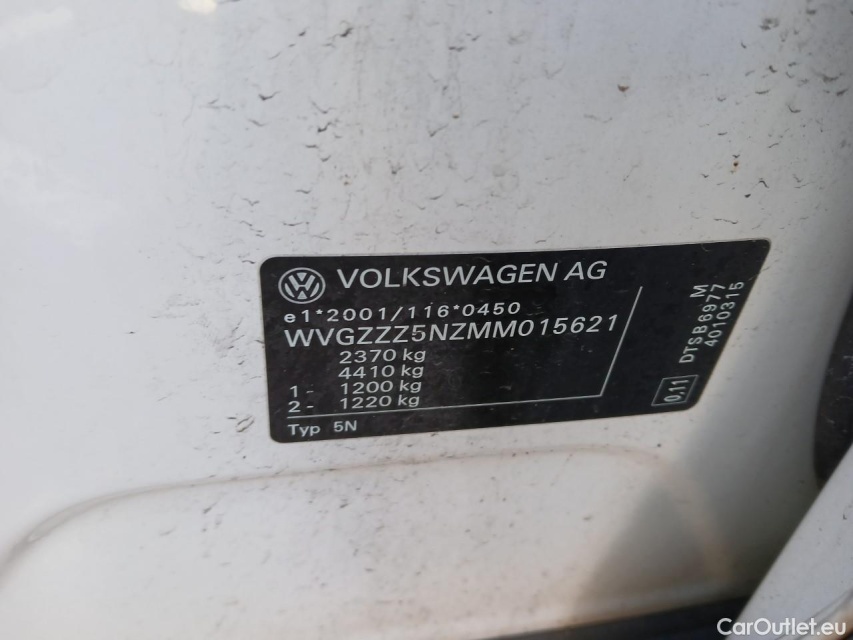 VOLKSWAGEN AG
e1*2001/116*0450
WVGZZZ5NZMM015621
2370 kg
4410 kg
1 - 1200 kg
2 - 1220 kg
Typ 5N
0,11
DTSB6977 M
4010315
CarOutlet.eu